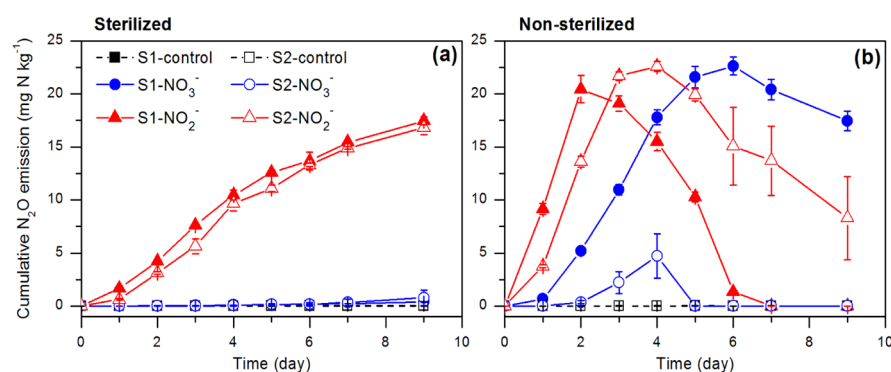 Sterilized
Non-sterilized
Cumulative N₂O emission (mg N kg⁻¹)
25
20
15
10
5
0
S1-control
S2-control
S1-NO₃⁻
S2-NO₃⁻
S1-NO₂⁻
S2-NO₂⁻
(a)
0 2 4 6 8 10
Time (day)
25
20
15
10
5
0
(b)
0 2 4 6 8 10
Time (day)